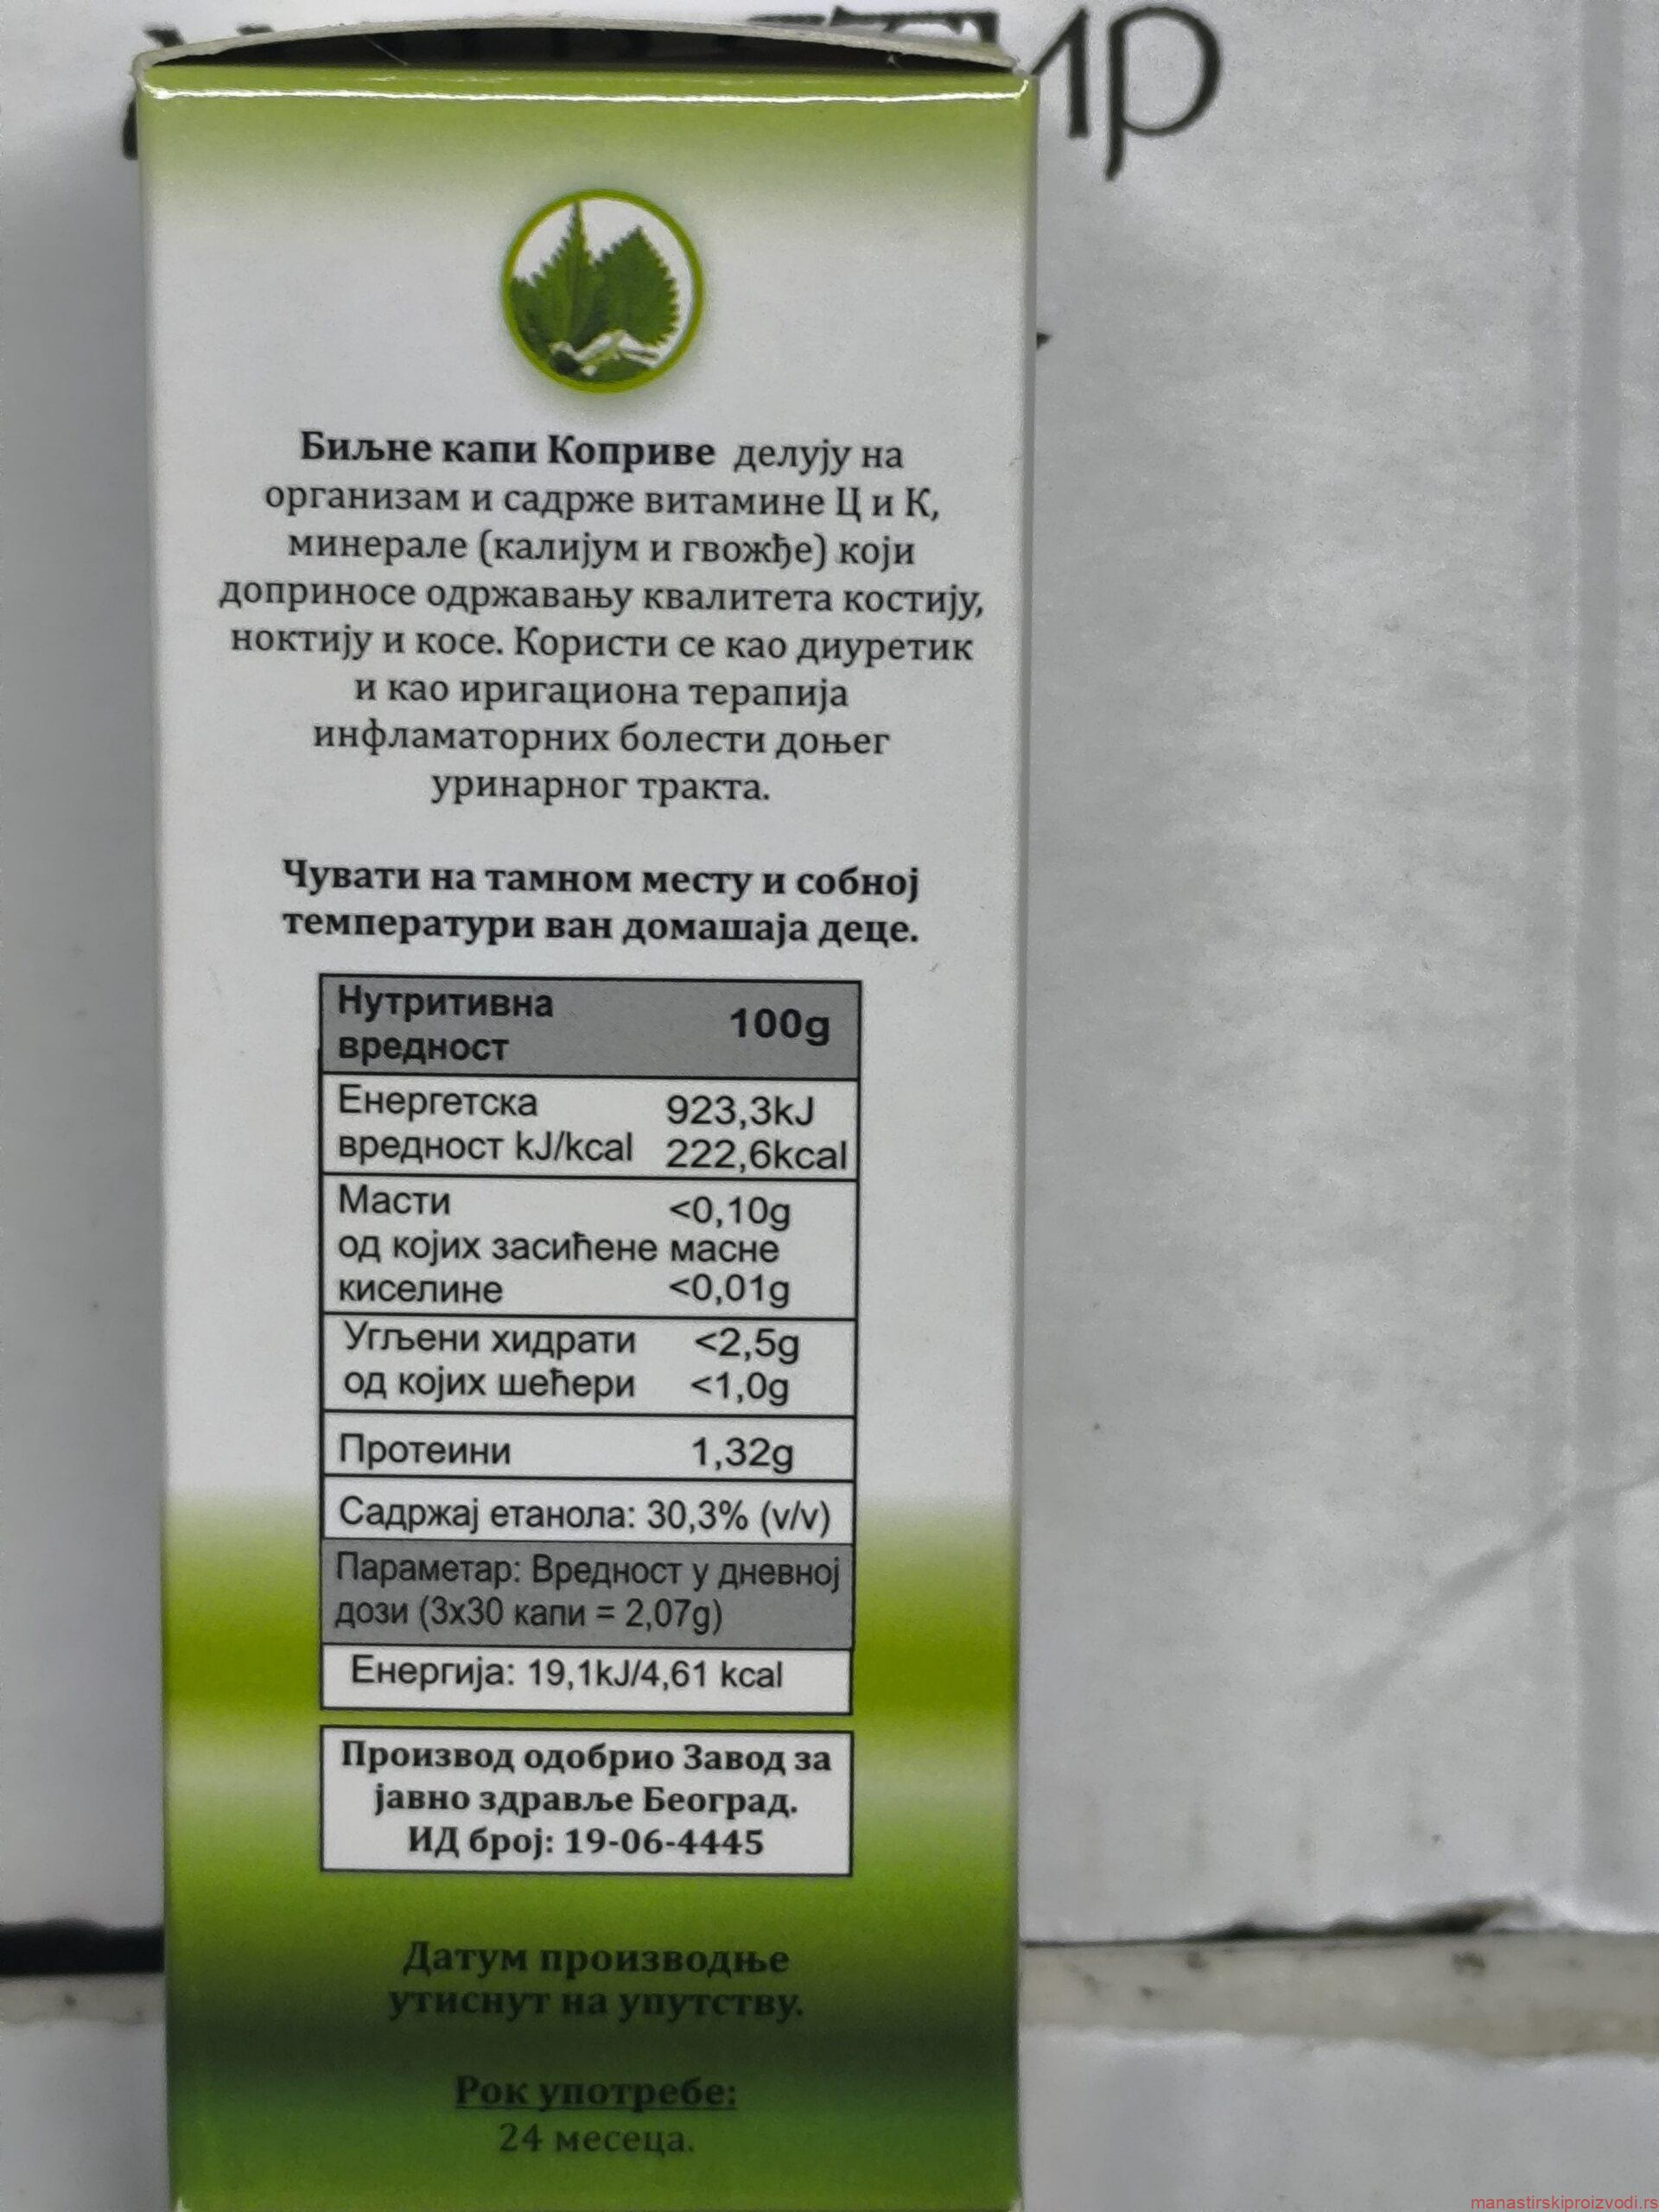 Биљне капи Коприве делују на
организам и садрже витамине Ц и К,
минерале (калијум и гвожђе) који
доприносе одржавању квалитета костију,
ноктију и косе. Користи се као диуретик
и као иригациона терапија
инфламаторних болести доњег
уринарног тракта.
Чувати на тамном месту и собној
температури ван домашаја деце.
Нутритивна
вредност 100g
Енергетска 923,3kJ
вредност kJ/kcal 222,6kcal
Масти <0,10g
од којих засићене масне
киселине <0,01g
Угљени хидрати <2,5g
од којих шећери <1,0g
Протеини 1,32g
Садржај етанола: 30,3% (v/v)
Параметар: Вредност у дневној
дози (3x30 капи = 2,07g)
Енергија: 19,1kJ/4,61 kcal
Производ одобрио Завод за
јавно здравље Београд.
ИД број: 19-06-4445
Датум производње
утиснут на упутству.
Рок употребе:
24 месеца.
manastirskiproizvodi.rs